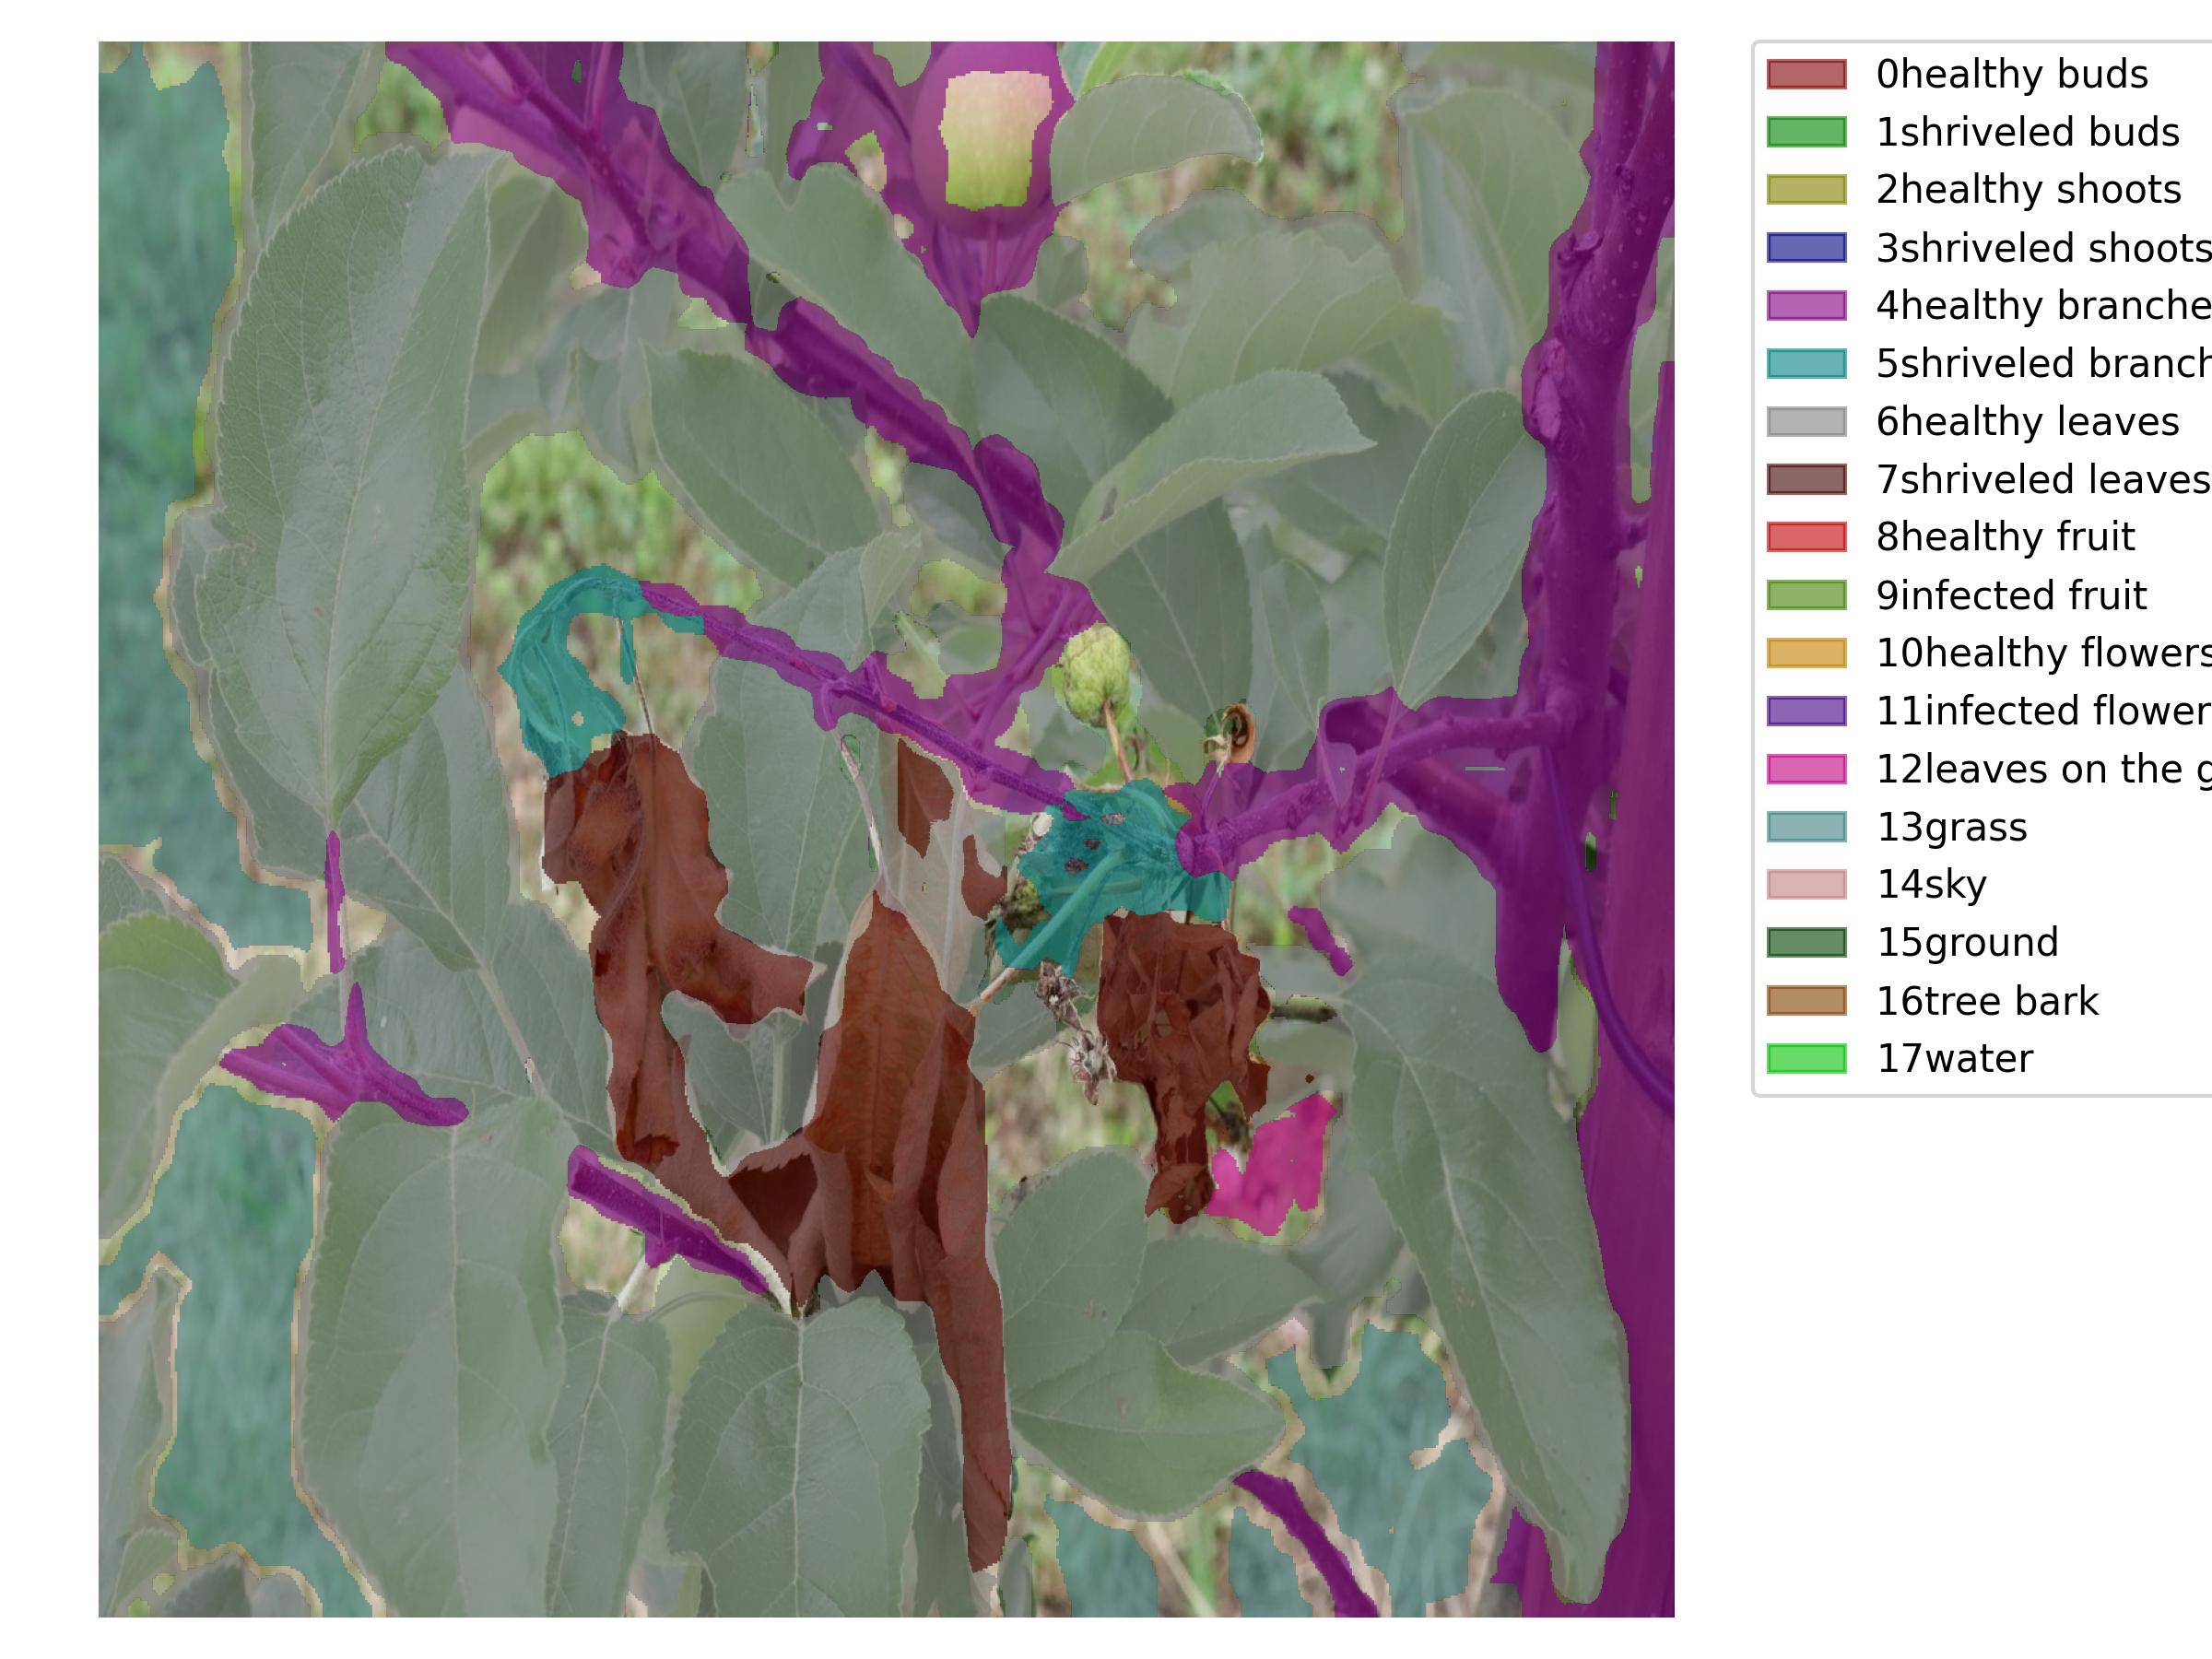 0healthy buds
1shriveled buds
2healthy shoots
3shriveled shoots
4healthy branche
5shriveled branch
6healthy leaves
7shriveled leaves
8healthy fruit
9infected fruit
10healthy flowers
11infected flower
12leaves on the g
13grass
14sky
15ground
16tree bark
17water